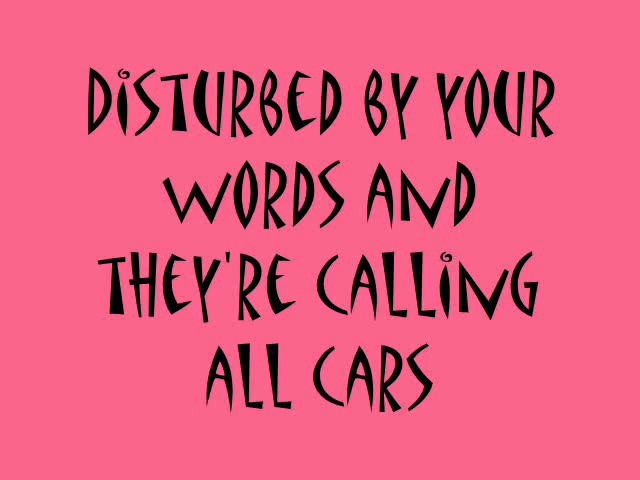 DISTURBED BY YOUR
WORDS AND
THEY'RE CALLING
ALL CARS